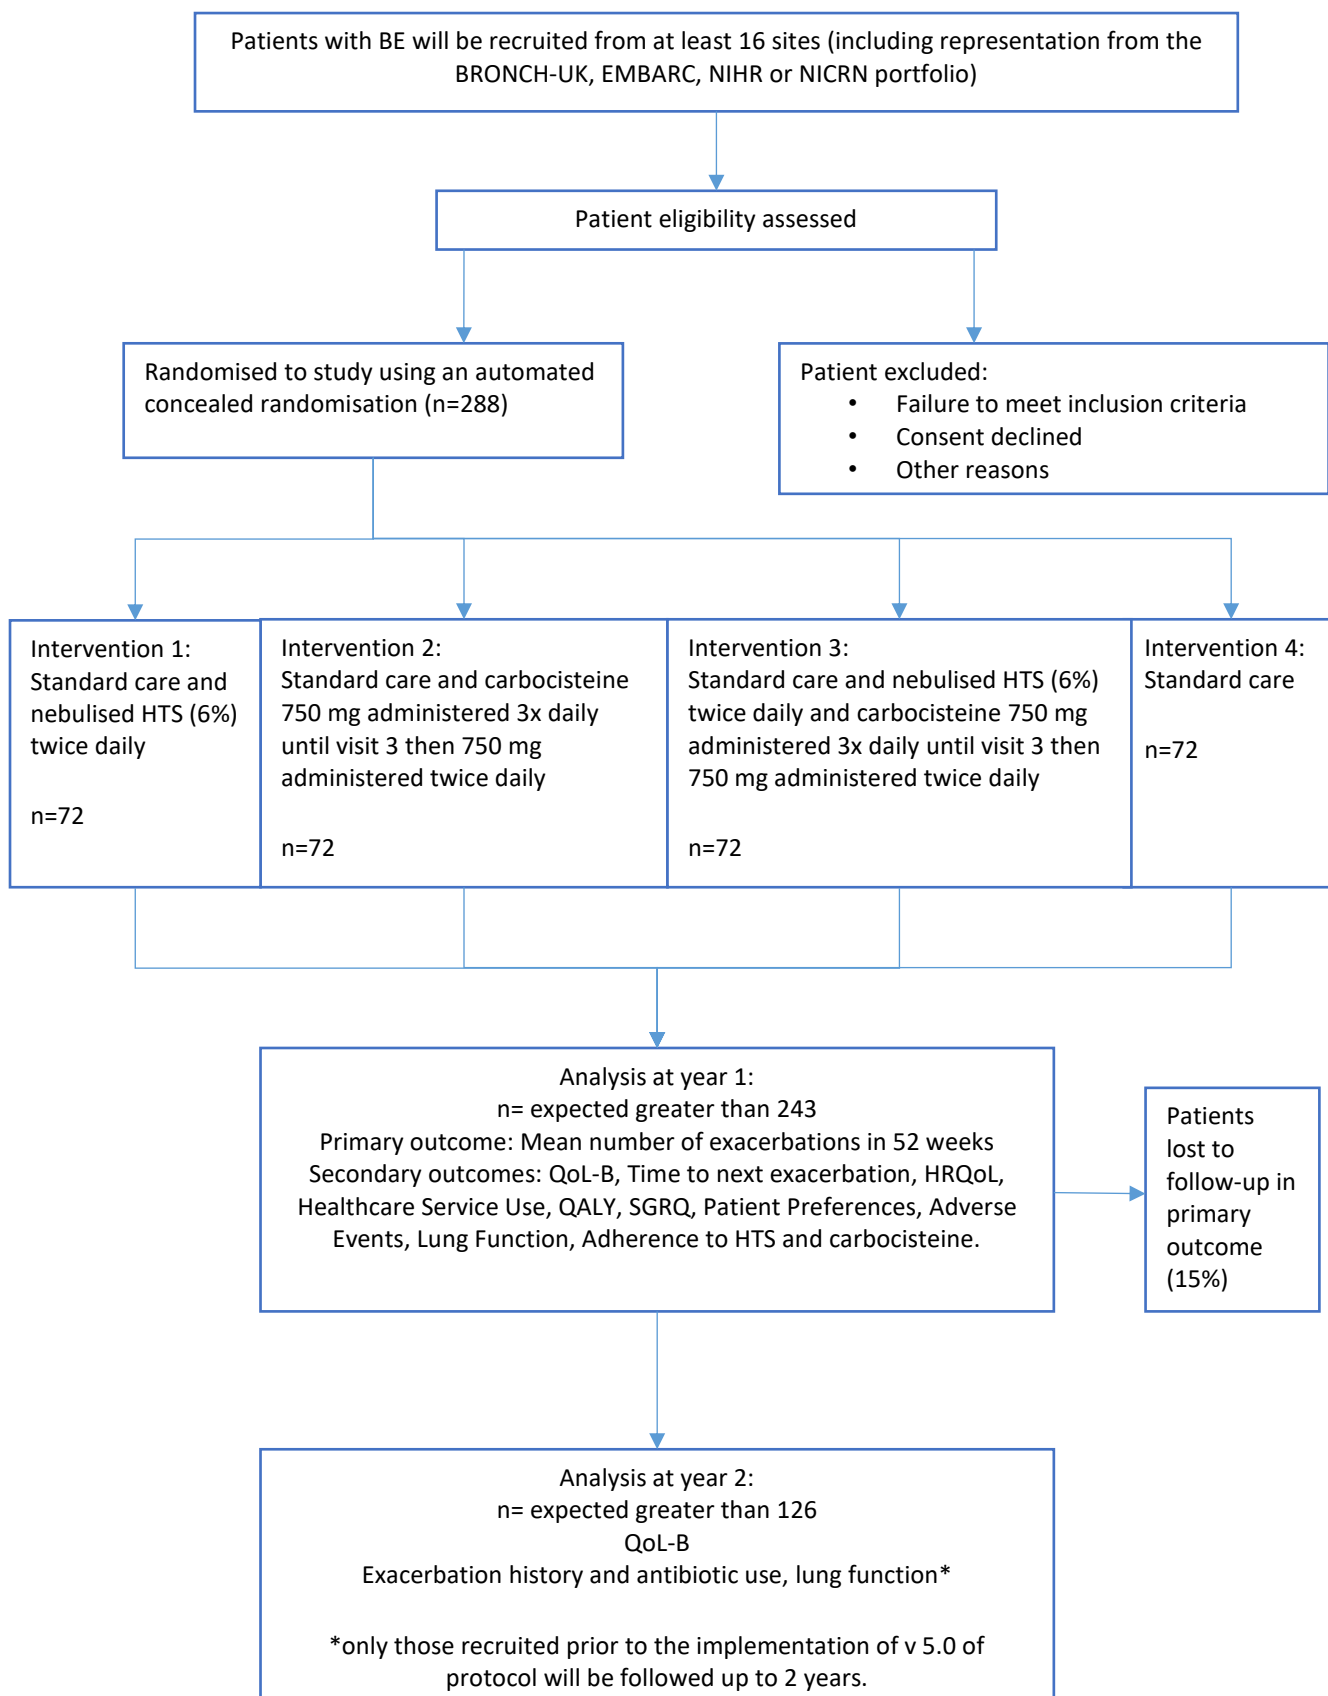 Patients with BE will be recruited from at least 16 sites (including representation from the
BRONCH-UK, EMBARC, NIHR or NICRN portfolio)
Patient eligibility assessed
Randomised to study using an automated
concealed randomisation (n=288)
Patient excluded:
• Failure to meet inclusion criteria
• Consent declined
• Other reasons
Intervention 1:
Standard care and
nebulised HTS (6%)
twice daily
n=72
Intervention 2:
Standard care and carbocisteine
750 mg administered 3x daily
until visit 3 then 750 mg
administered twice daily
n=72
Intervention 3:
Standard care and nebulised HTS (6%)
twice daily and carbocisteine 750 mg
administered 3x daily until visit 3 then
750 mg administered twice daily
n=72
Intervention 4:
Standard care
n=72
Analysis at year 1:
n= expected greater than 243
Primary outcome: Mean number of exacerbations in 52 weeks
Secondary outcomes: QoL-B, Time to next exacerbation, HRQoL,
Healthcare Service Use, QALY, SGRQ, Patient Preferences, Adverse
Events, Lung Function, Adherence to HTS and carbocisteine.
Patients
lost to
follow-up in
primary
outcome
(15%)
Analysis at year 2:
n= expected greater than 126
QoL-B
Exacerbation history and antibiotic use, lung function*
*only those recruited prior to the implementation of v 5.0 of
protocol will be followed up to 2 years.